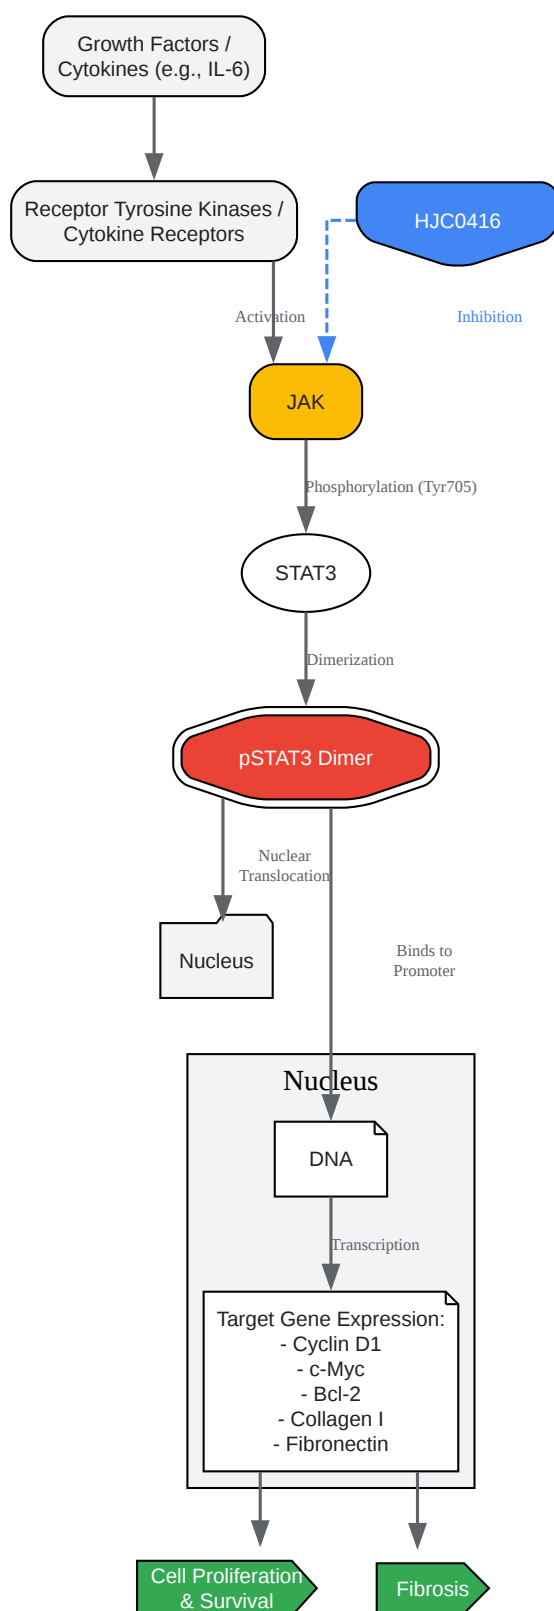 Growth Factors /
Cytokines (e.g., IL-6)
Receptor Tyrosine Kinases /
Cytokine Receptors
HJC0416
Activation
Inhibition
JAK
Phosphorylation (Tyr705)
STAT3
Dimerization
pSTAT3 Dimer
Nuclear
Translocation
Nucleus
Binds to
Promoter
Nucleus
DNA
Transcription
Target Gene Expression:
- Cyclin D1
- c-Myc
- Bcl-2
- Collagen I
- Fibronectin
Cell Proliferation
& Survival
Fibrosis